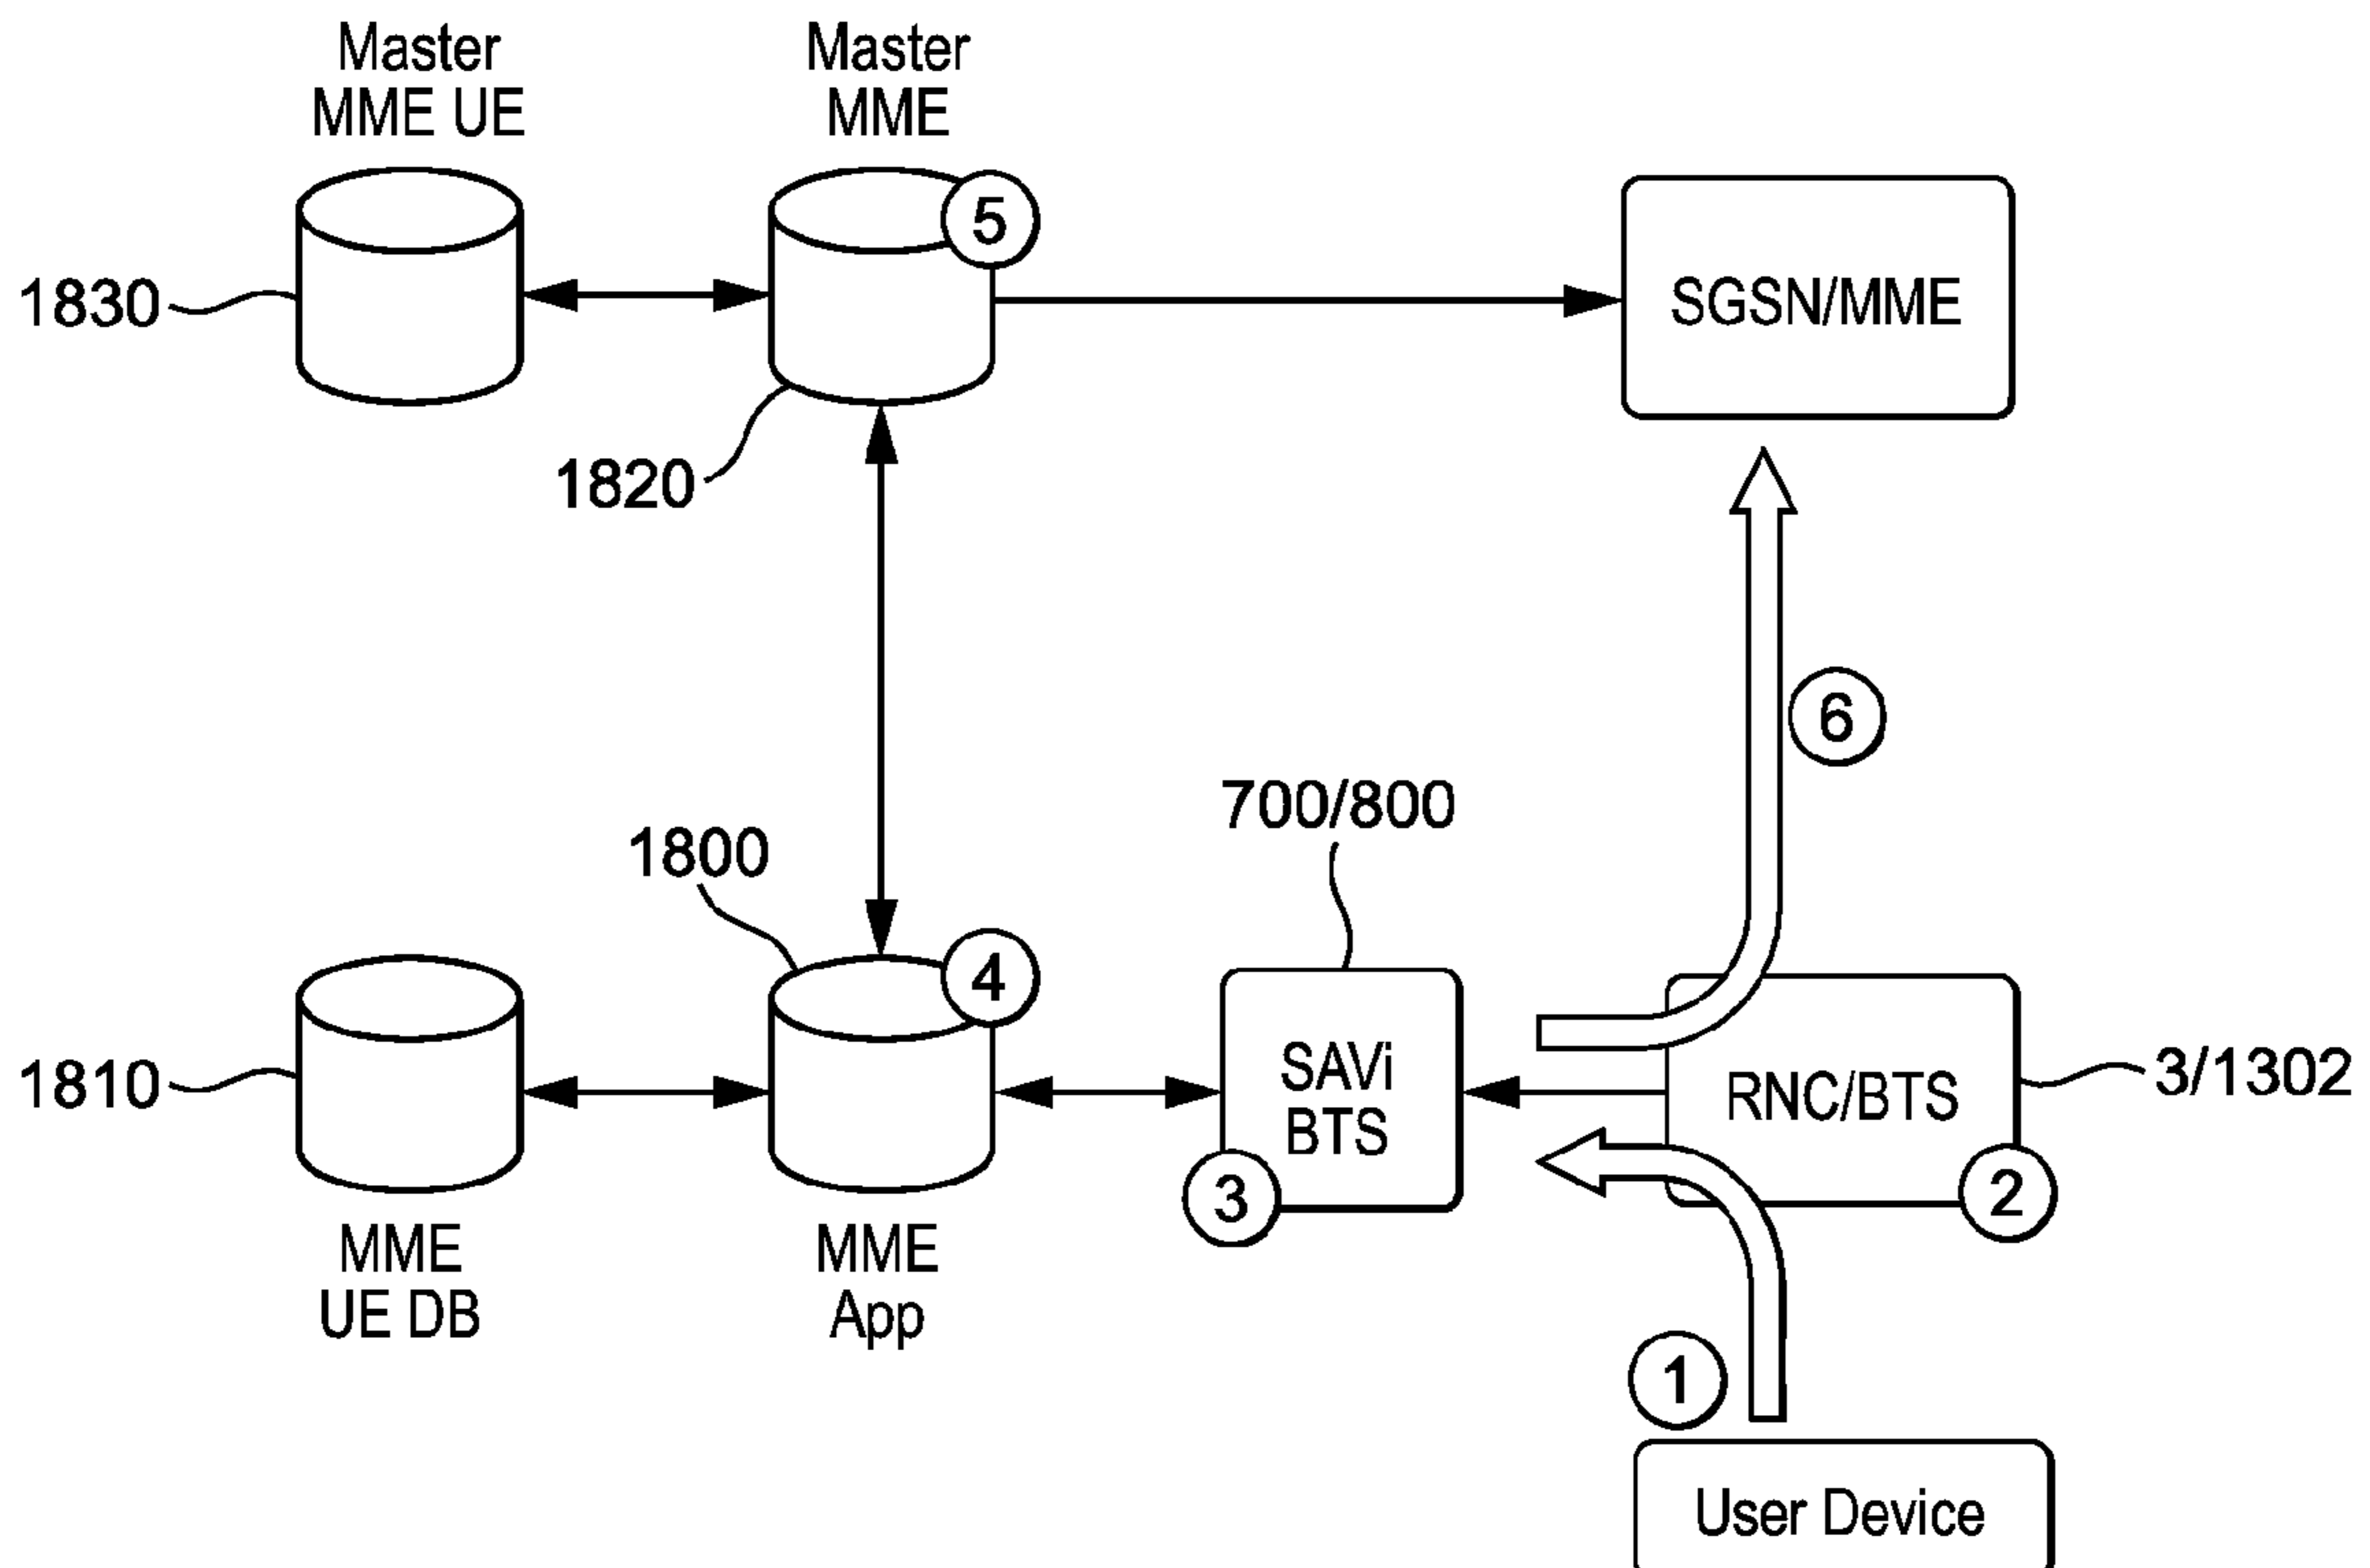 Master
MME UE
Master
MME
5
1830
SGSN/MME
1820
6
700/800
1800
4
SAVi
BTS
1810
RNC/BTS
3/1302
3
2
MME
UE DB
MME
App
1
User Device